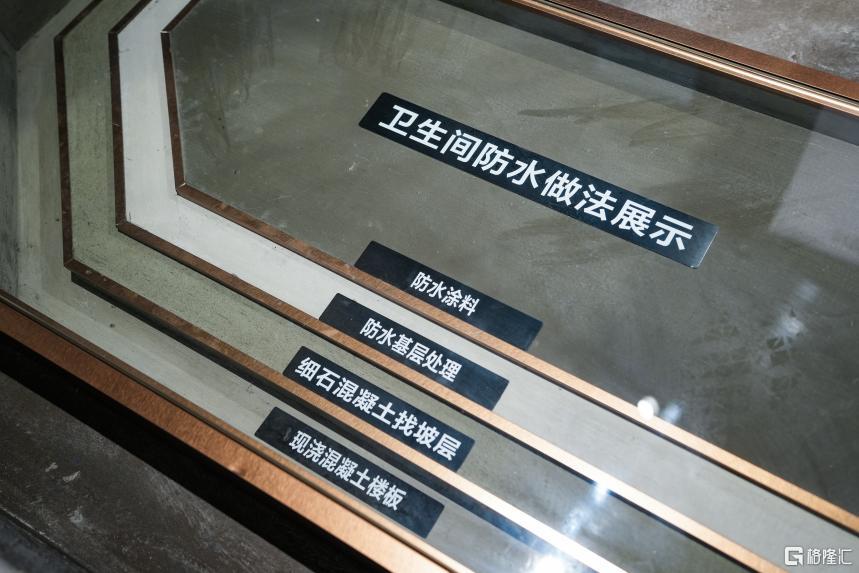 卫生间防水做法展示
防水涂料
防水基层处理
细石混凝土找坡层
现浇混凝土楼板
格隆汇